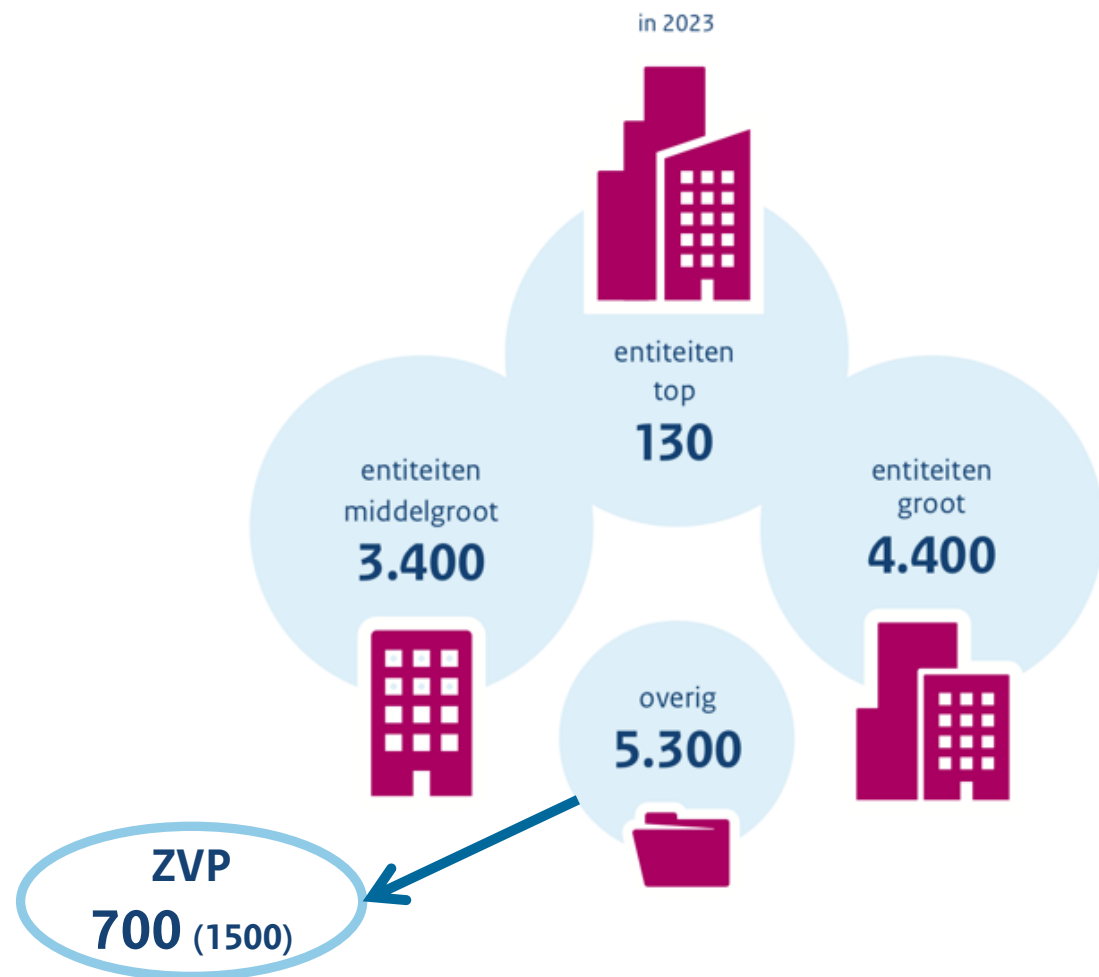 in 2023
entiteiten
top
130
entiteiten
middelgroot
3.400
entiteiten
groot
4.400
overig
5.300
ZVP
700 (1500)